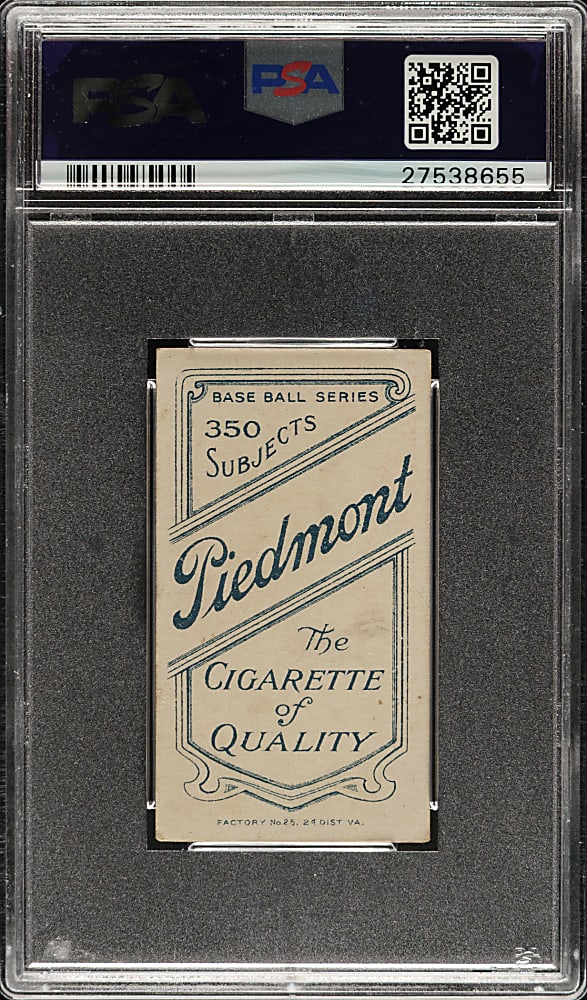 PSA
PSA
27538655
BASE BALL SERIES
350
SUBJECTS
Piedmont
The
CIGARETTE
of
QUALITY
FACTORY No.25, 2d DIST VA.